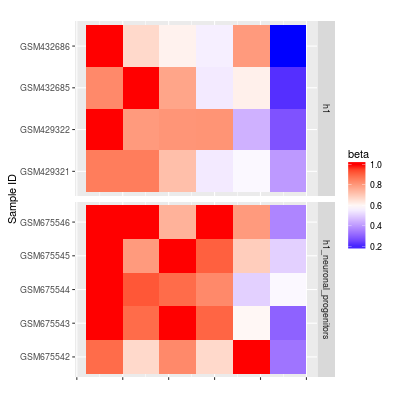 GSM432686
GSM432685
GSM429322
GSM429321
h1
GSM675546
GSM675545
GSM675544
GSM675543
GSM675542
h1_neuronal_progenitors
Sample ID
beta
1.0
0.8
0.6
0.4
0.2